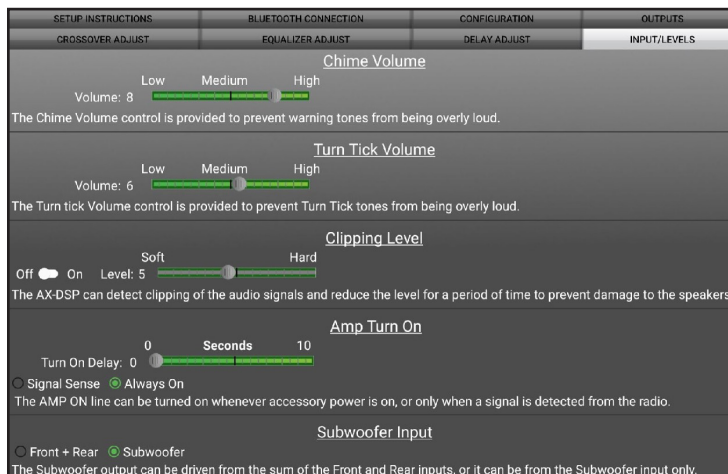 SETUP INSTRUCTIONS BLUETOOTH CONNECTION CONFIGURATION OUTPUTS
CROSSOVER ADJUST EQUALIZER ADJUST DELAY ADJUST INPUT/LEVELS
Chime Volume
Low Medium High
Volume: 8
The Chime Volume control is provided to prevent warning tones from being overly loud.
Turn Tick Volume
Low Medium High
Volume: 6
The Turn tick Volume control is provided to prevent Turn Tick tones from being overly loud.
Clipping Level
Soft Hard
Off On Level: 5
The AX-DSP can detect clipping of the audio signals and reduce the level for a period of time to prevent damage to the speakers
Amp Turn On
0 Seconds 10
Turn On Delay: 0
Signal Sense Always On
The AMP ON line can be turned on whenever accessory power is on, or only when a signal is detected from the radio.
Subwoofer Input
Front + Rear Subwoofer
The Subwoofer output can be driven from the sum of the Front and Rear inputs, or it can be from the Subwoofer input only.